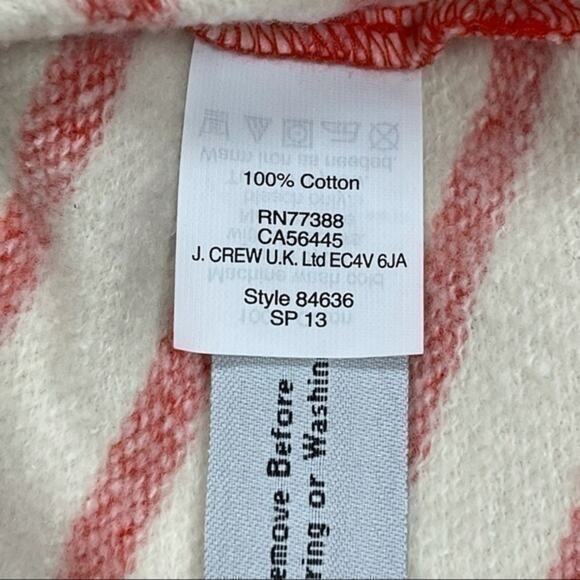 100% Cotton
RN77388
CA56445
J. CREW U.K. Ltd EC4V 6JA
Style 84636
SP 13
emove Before
ring or Washin